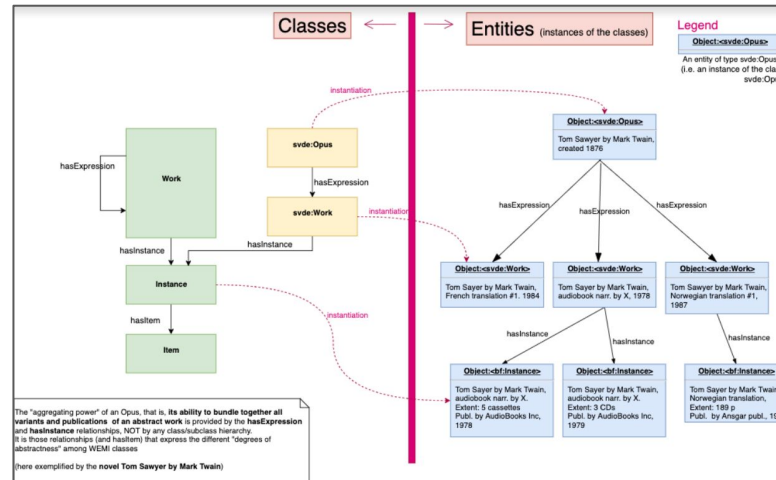 Classes
Entities (instances of the classes)
Legend
Object:<svde:Opus>
An entity of type svde:Opus
(i.e. an instance of the cla
svde:Opu
instantiation
Object:<svde:Opus>
Tom Sawyer by Mark Twain,
created 1876
svde:Opus
hasExpression
Work
hasExpression
svde:Work
hasExpression
hasExpression
hasExpression
instantiation
hasInstance
hasInstance
Object:<svde:Work>
Tom Sayer by Mark Twain,
French translation #1. 1984
Object:<svde:Work>
Tom Sayer by Mark Twain,
audiobook narr. by X, 1978
Object:<svde:Work>
Tom Sawyer by Mark Twain,
Norwegian translation #1,
1987
Instance
instantiation
hasItem
hasInstance
hasInstance
Item
Object:<bf:Instance>
Tom Sayer by Mark Twain,
audiobook narr. by X.
Extent: 5 cassettes
Publ. by AudioBooks Inc,
1978
Object:<bf:Instance>
Tom Sayer by Mark Twain,
audiobook narr. by X.
Extent: 3 CDs
Publ. by AudioBooks Inc,
1979
Object:<bf:Instance>
Tom Sayer by Mark Twain,
Norwegian translation,
Extent: 189 p
Publ. by Ansgar publ., 19
The "aggregating power" of an Opus, that is, its ability to bundle together all
variants and publications of an abstract work is provided by the hasExpression
and hasInstance relationships, NOT by any class/subclass hierarchy.
It is those relationships (and hasItem) that express the different "degrees of
abstractness" among WEMI classes
(here exemplified by the novel Tom Sawyer by Mark Twain)